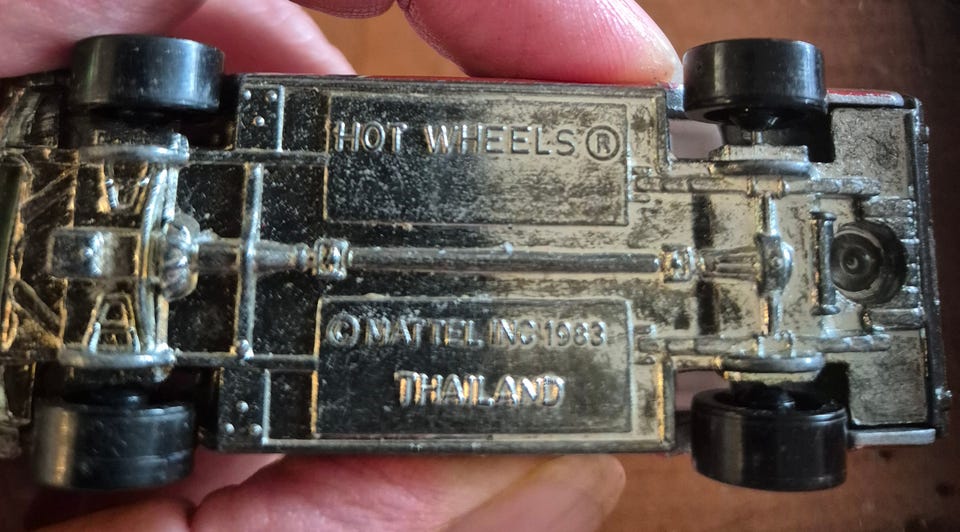 HOT WHEELS®
© MATTEL INC 1983
THAILAND